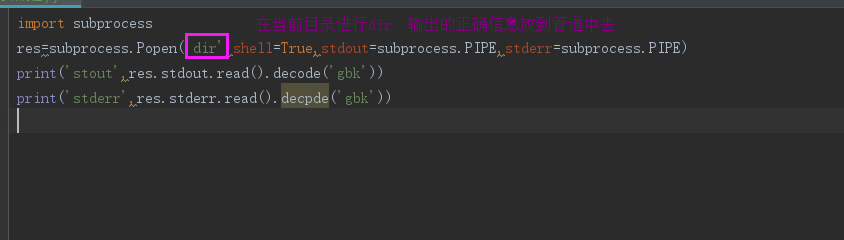 import subprocess 在当前目录进行dir 输出的正确信息放到管道中去
res=subprocess.Popen('dir',shell=True,stdout=subprocess.PIPE,stderr=subprocess.PIPE)
print('stout',res.stdout.read().decode('gbk'))
print('stderr',res.stderr.read().decpde('gbk'))